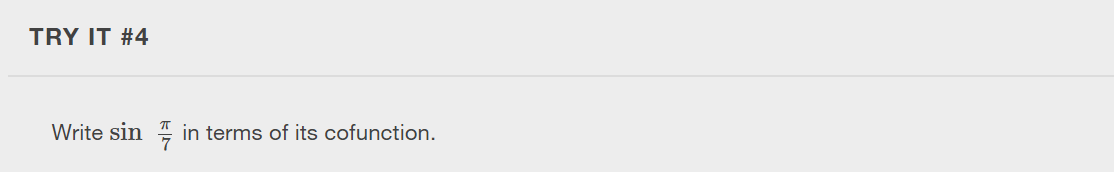 TRY IT #4
Write sin π/7 in terms of its cofunction.